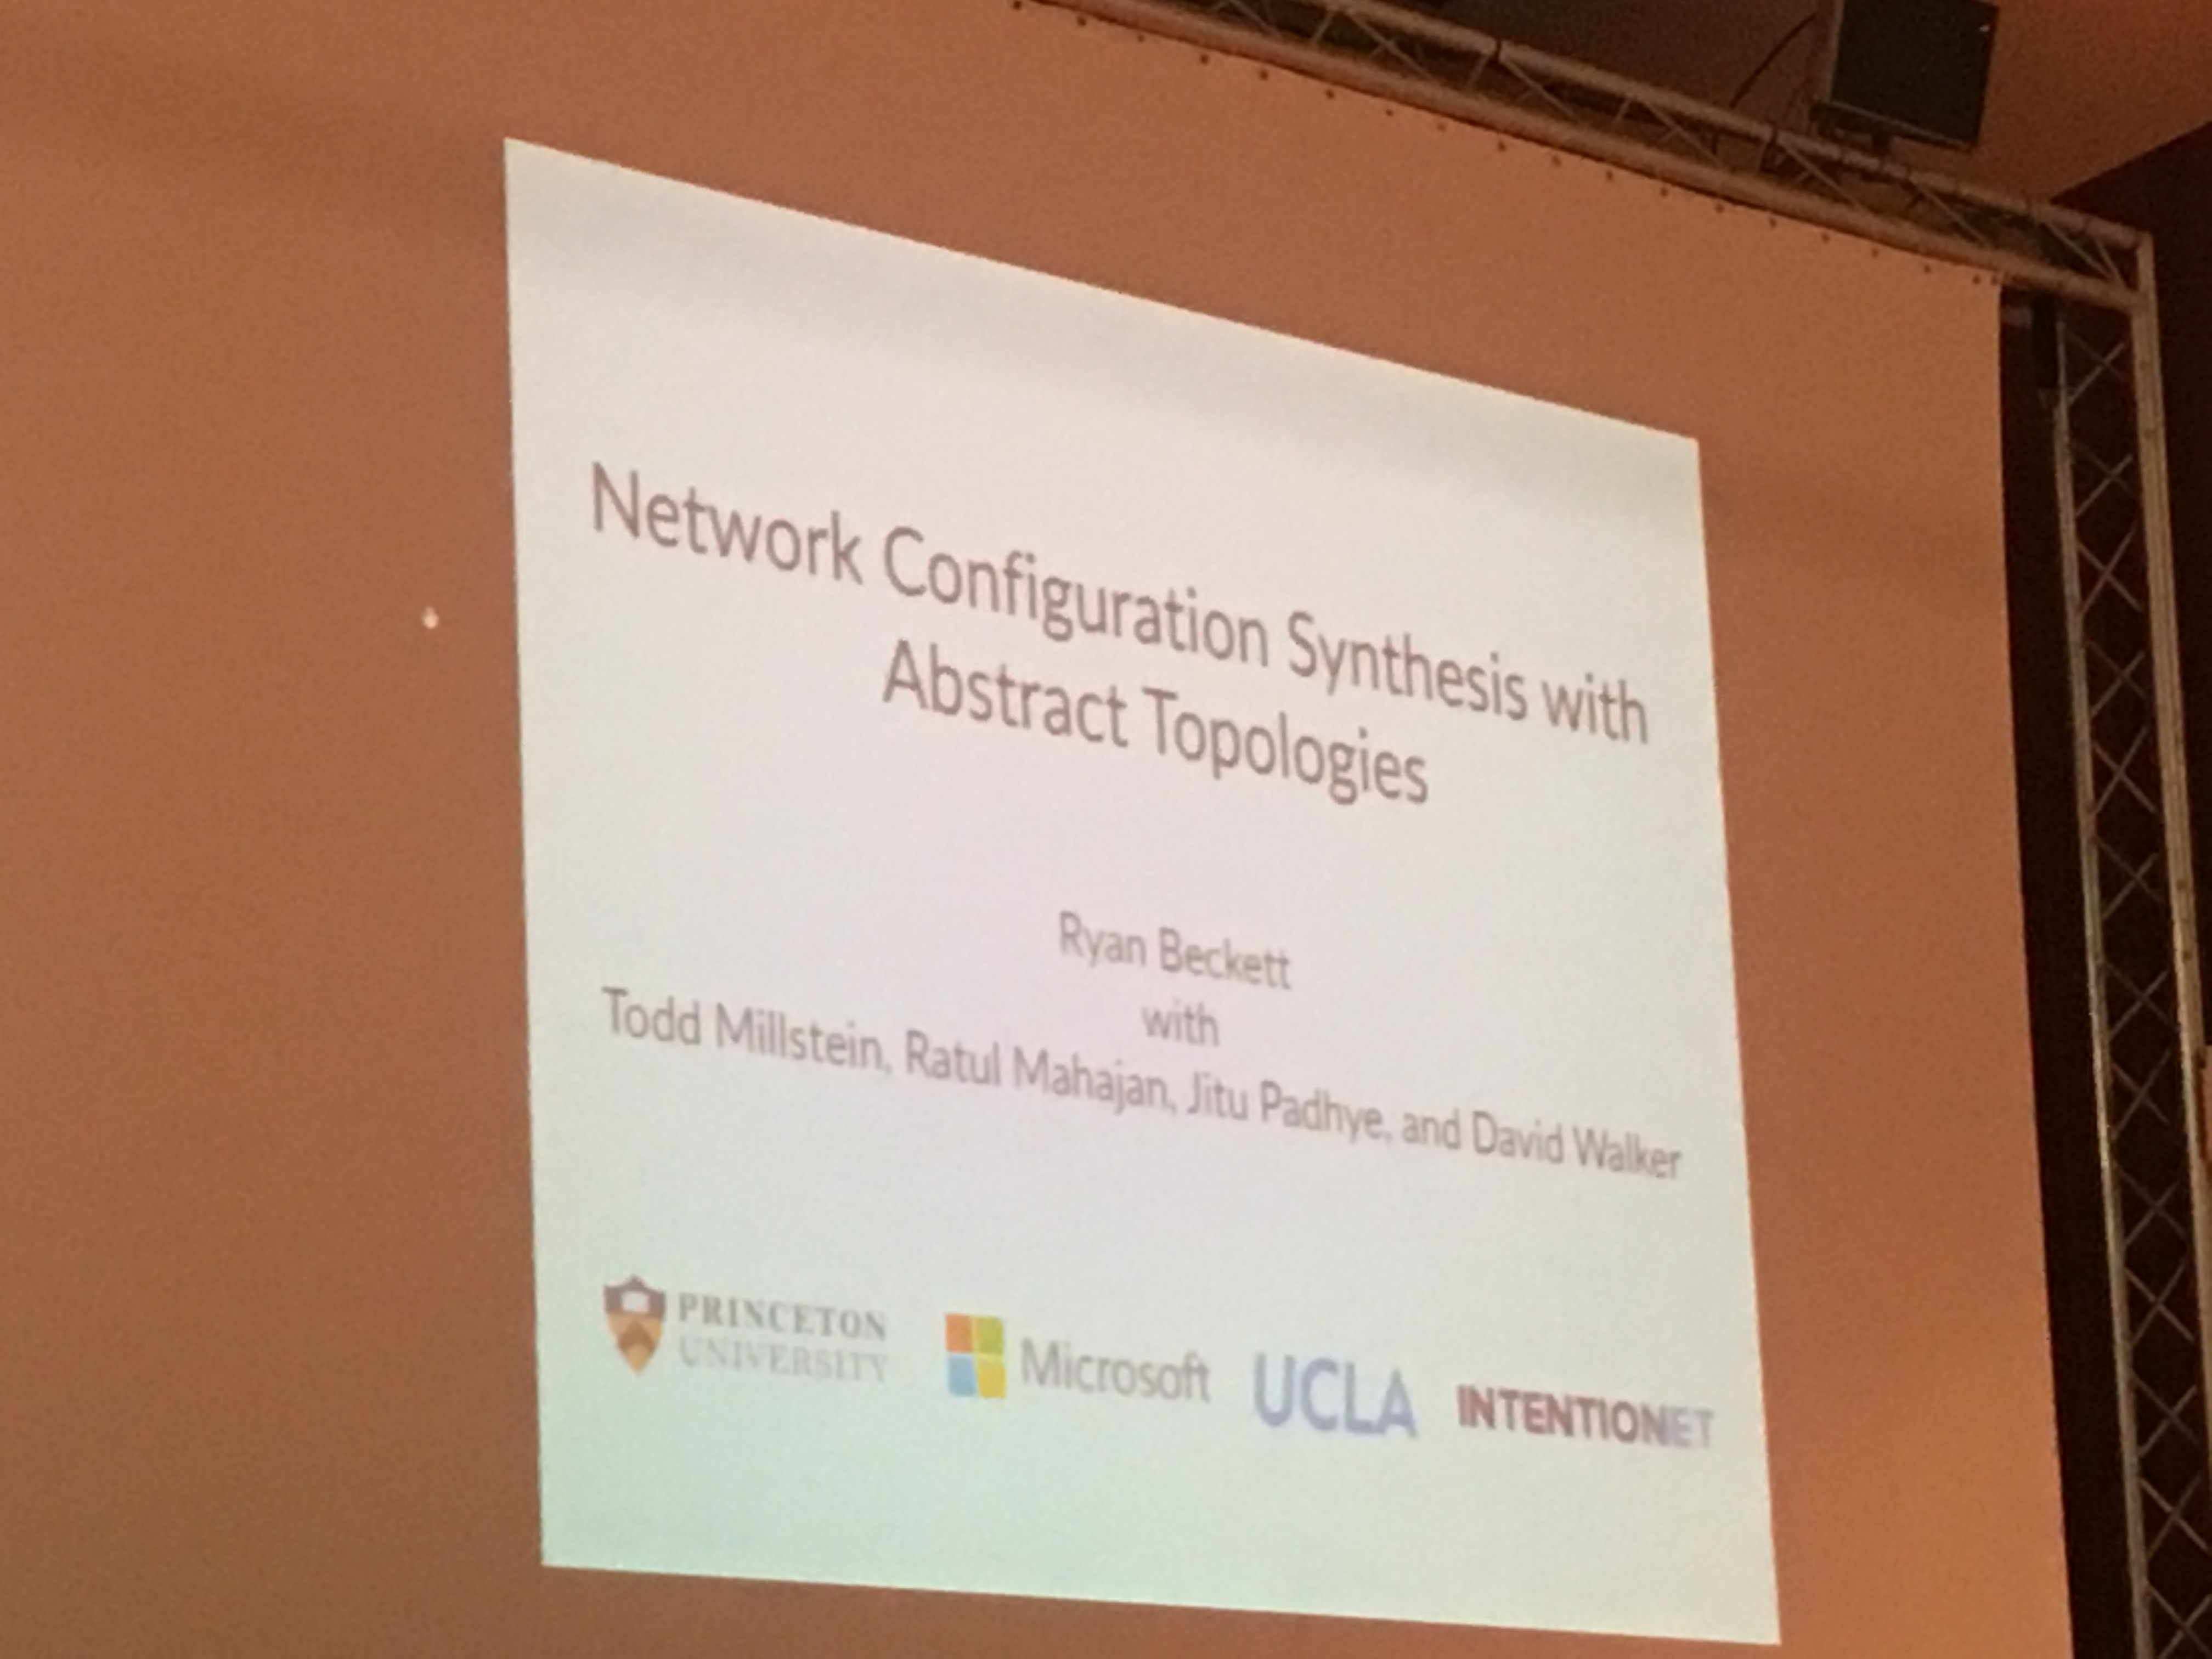 Network Configuration Synthesis with
Abstract Topologies
Ryan Beckett
with
Todd Millstein, Ratul Mahajan, Jitu Padhye, and David Walker
PRINCETON
UNIVERSITY
Microsoft
UCLA
INTENTIONET